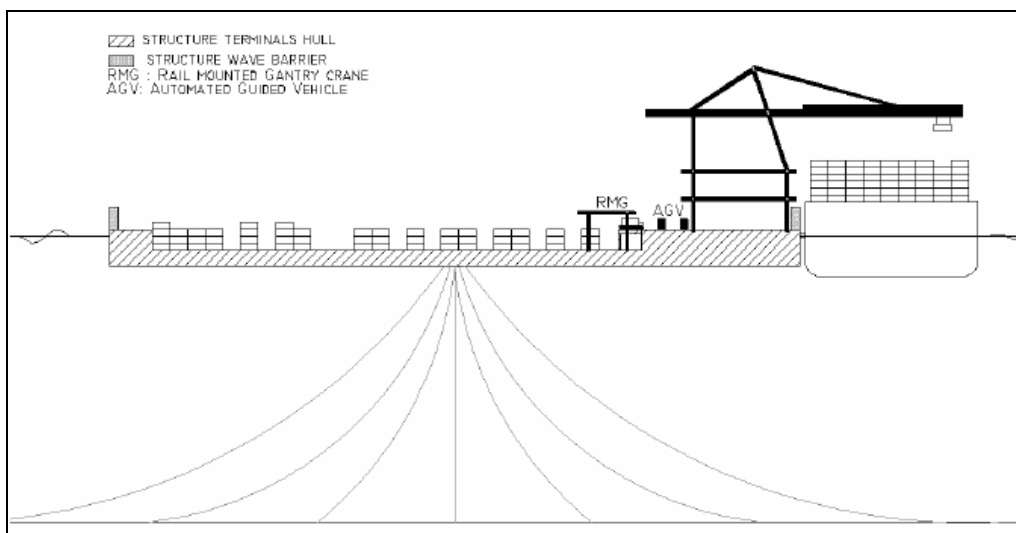 STRUCTURE TERMINALS HULL
STRUCTURE WAVE BARRIER
RMG : RAIL MOUNTED GANTRY CRANE
AGV: AUTOMATED GUIDED VEHICLE
RMG
AGV